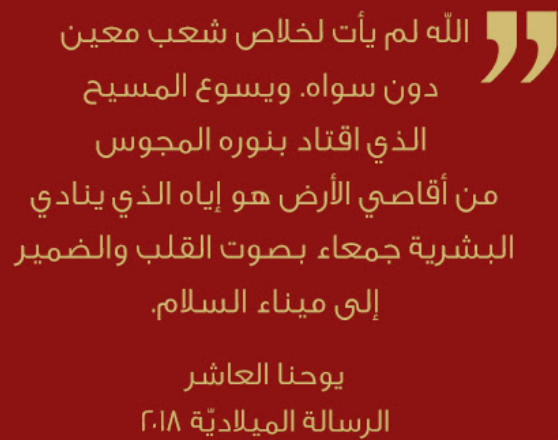 الله لم يأت لخلاص شعب معين
دون سواه. ويسوع المسيح
الذي اقتاد بنوره المجوس
من أقاصي الأرض هو إياه الذي ينادي
البشرية جمعاء بصوت القلب والضمير
إلى ميناء السلام.
يوحنا العاشر
الرسالة الميلاديّة ٢٠١٨